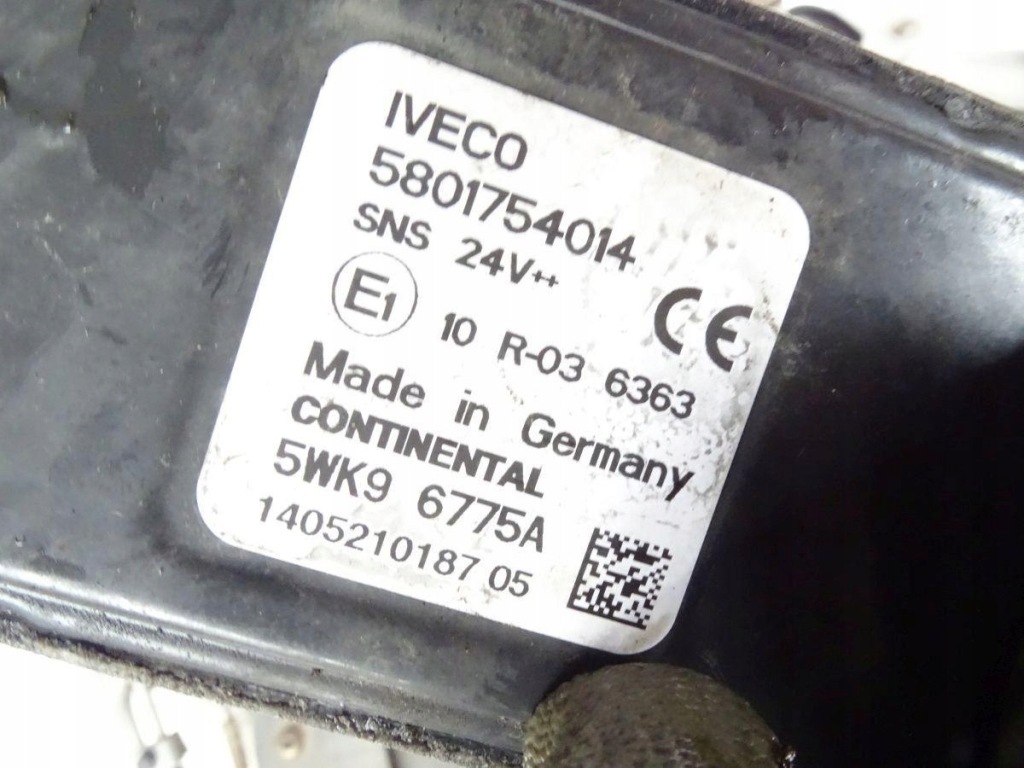 IVECO
5801754014
SNS 24V++
CE
E1 10 R-03 6363
Made in Germany
CONTINENTAL
5WK9 6775A
1405210187 05